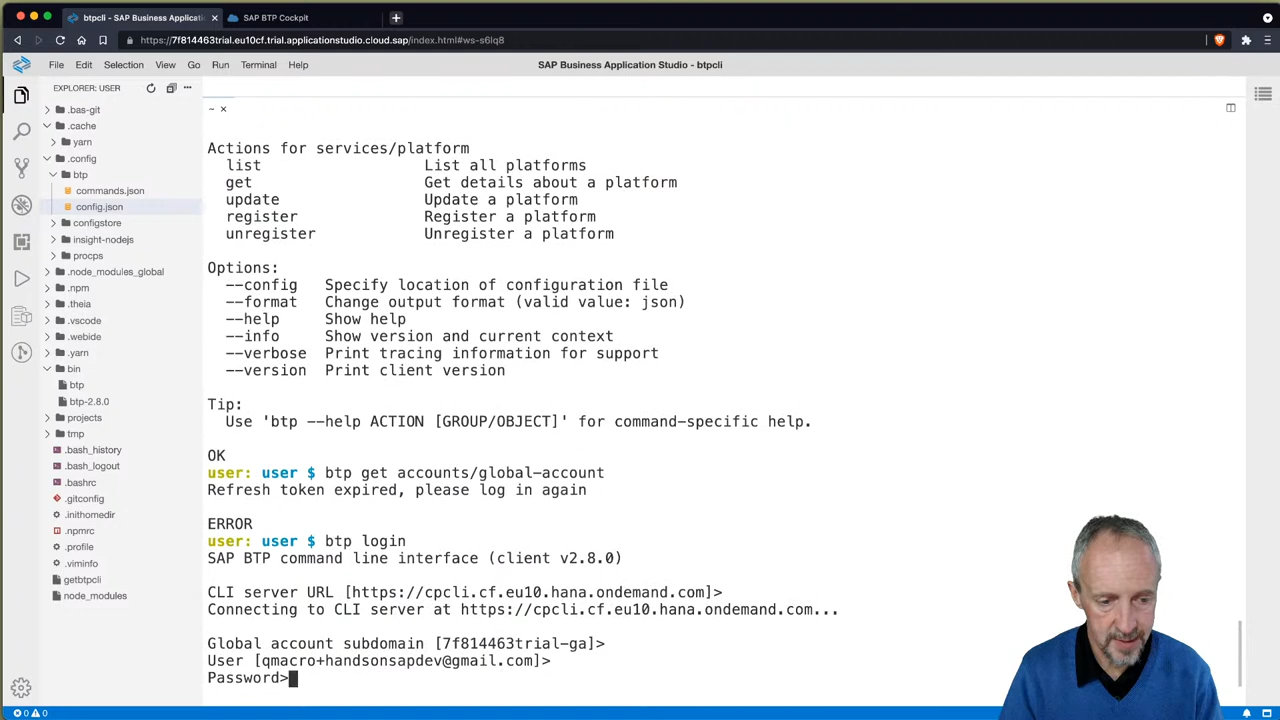 btpcli - SAP Business Applicati
SAP BTP Cockpit
https://7f814463trial.eu10cf.trial.applicationstudio.cloud.sap/index.html#ws-s6lq8
File Edit Selection View Go Run Terminal Help
SAP Business Application Studio - btpcli
EXPLORER: USER
.bas-git
.cache
yarn
.config
btp
commands.json
config.json
configstore
insight-nodejs
procps
.node_modules_global
.npm
.theia
.vscode
.webide
.yarn
bin
btp
btp-2.8.0
projects
tmp
.bash_history
.bash_logout
.bashrc
.gitconfig
.inithomedir
.npmrc
.profile
.viminfo
getbtpcli
node_modules
~ ×
Actions for services/platform
list List all platforms
get Get details about a platform
update Update a platform
register Register a platform
unregister Unregister a platform
Options:
--config Specify location of configuration file
--format Change output format (valid value: json)
--help Show help
--info Show version and current context
--verbose Print tracing information for support
--version Print client version
Tip:
Use 'btp --help ACTION [GROUP/OBJECT]' for command-specific help.
OK
user: user $ btp get accounts/global-account
Refresh token expired, please log in again
ERROR
user: user $ btp login
SAP BTP command line interface (client v2.8.0)
CLI server URL [https://cpcli.cf.eu10.hana.ondemand.com]>
Connecting to CLI server at https://cpcli.cf.eu10.hana.ondemand.com...
Global account subdomain [7f814463trial-ga]>
User [qmacro+handsonsapdev@gmail.com]>
Password>
0 0